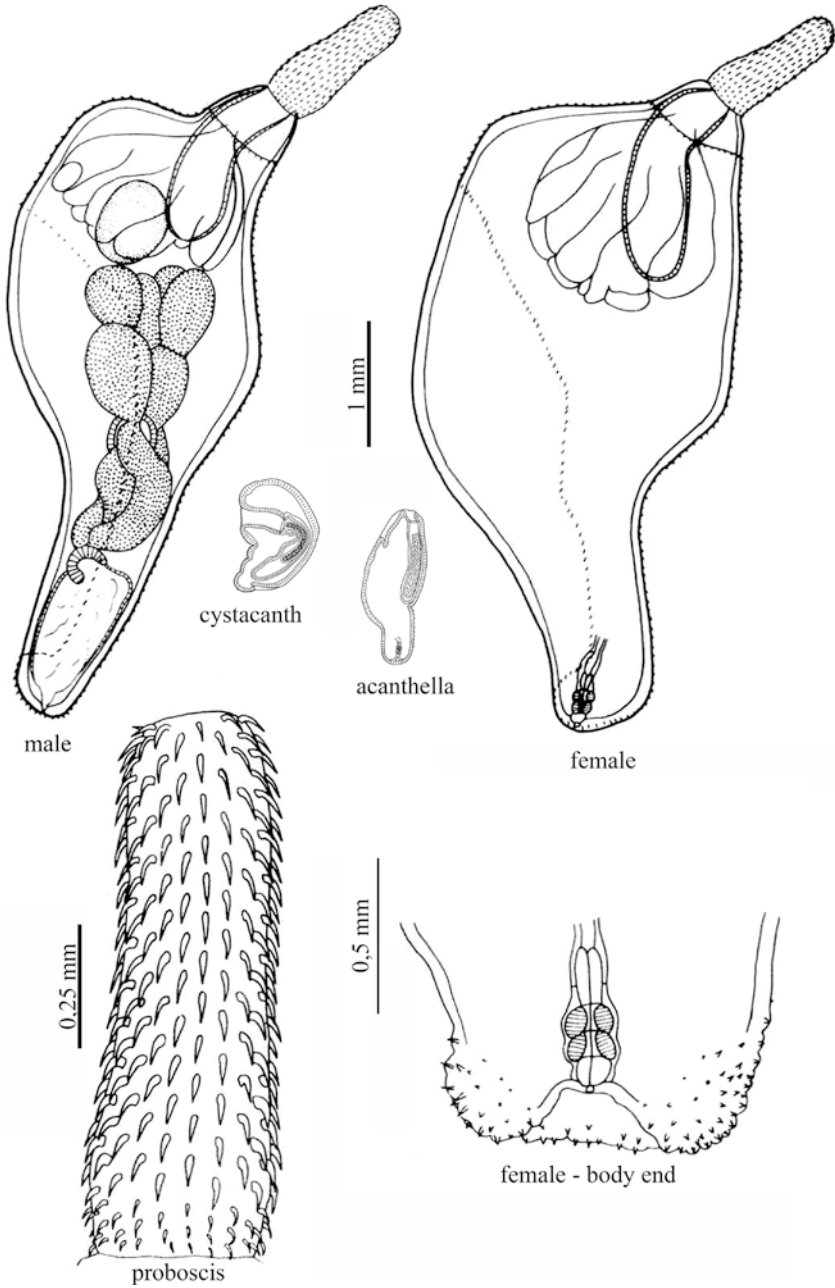 1 mm
cystacanth
acanthella
male
female
0,25 mm
0,5 mm
female - body end
proboscis